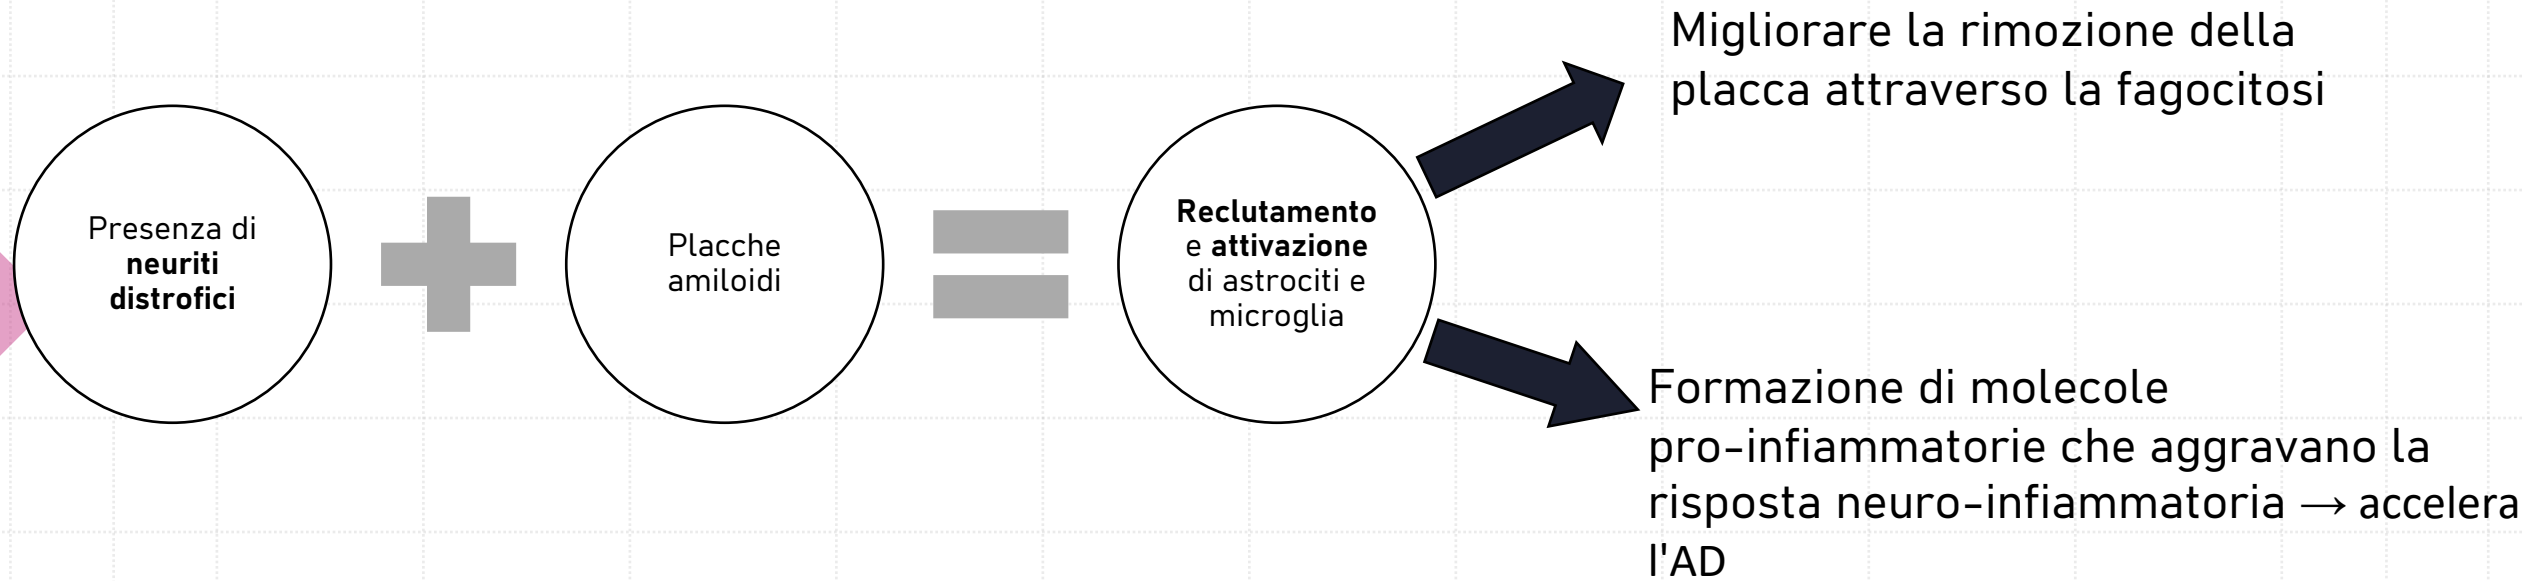 Presenza di
neuriti
distrofici
Placche
amiloidi
Reclutamento
e attivazione
di astrociti e
microglia
Migliorare la rimozione della
placca attraverso la fagocitosi
Formazione di molecole
pro-infiammatorie che aggravano la
risposta neuro-infiammatoria → accelera
l'AD